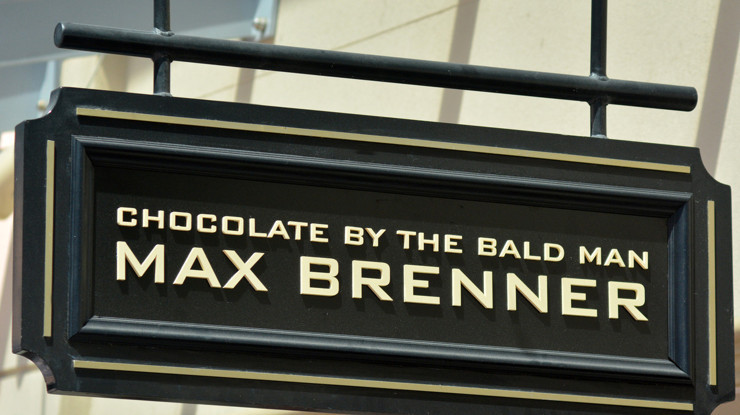 CHOCOLATE BY THE BALD MAN
MAX BRENNER